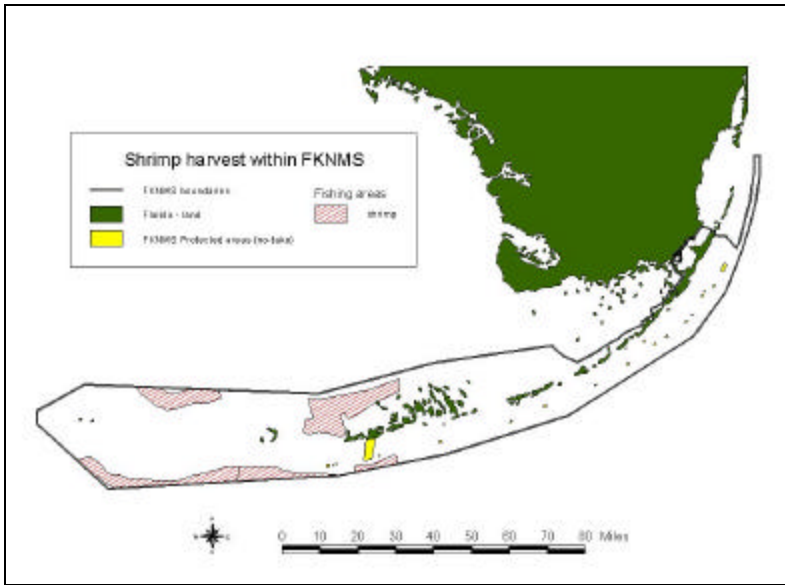 Shrimp harvest within FKNMS
FKNMS boundaries
Florida - land
FKNMS Protected areas (no-take)
Fishing areas
shrimp
0 10 20 30 40 50 60 70 80 Miles